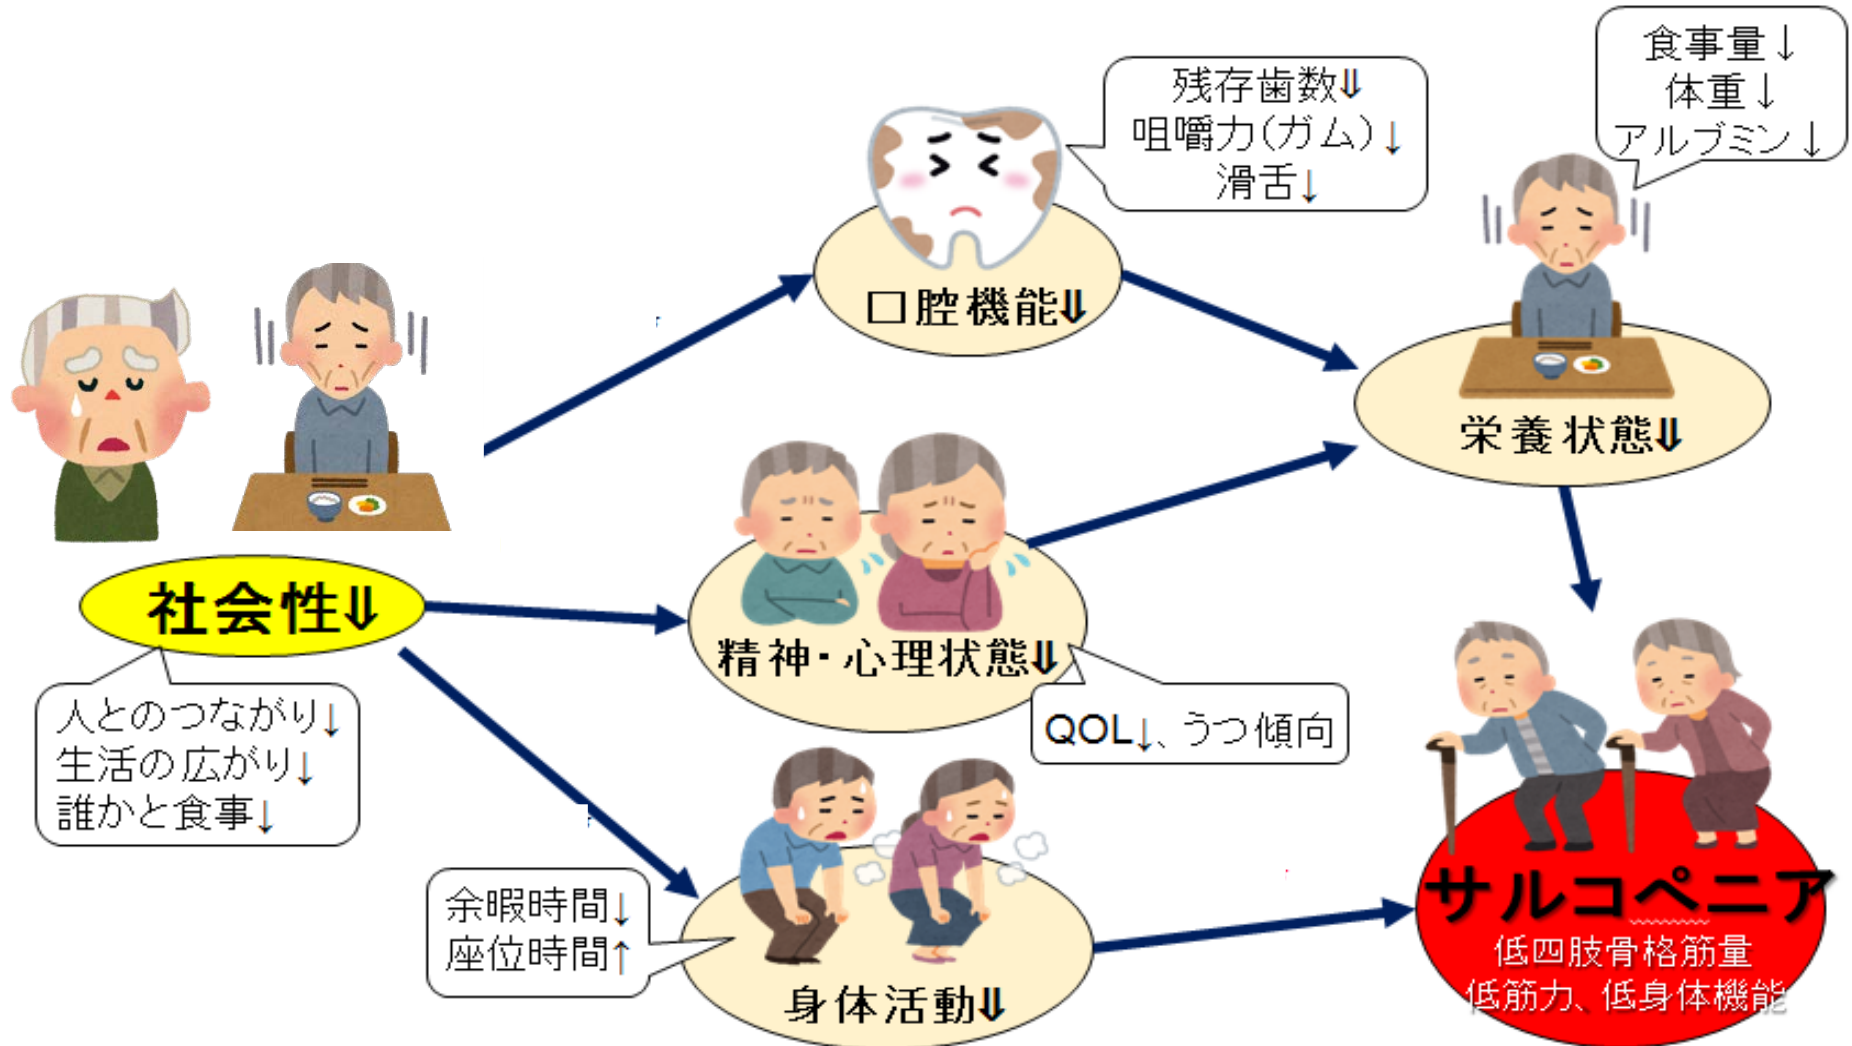 食事量↓
体重↓
アルブミン↓
残存歯数⇓
咀嚼力(ガム)↓
滑舌↓
口腔機能⇓
栄養状態⇓
社会性⇓
人とのつながり↓
生活の広がり↓
誰かと食事↓
精神・心理状態⇓
QOL↓、うつ傾向
余暇時間↓
座位時間↑
身体活動⇓
サルコペニア
低四肢骨格筋量
低筋力、低身体機能